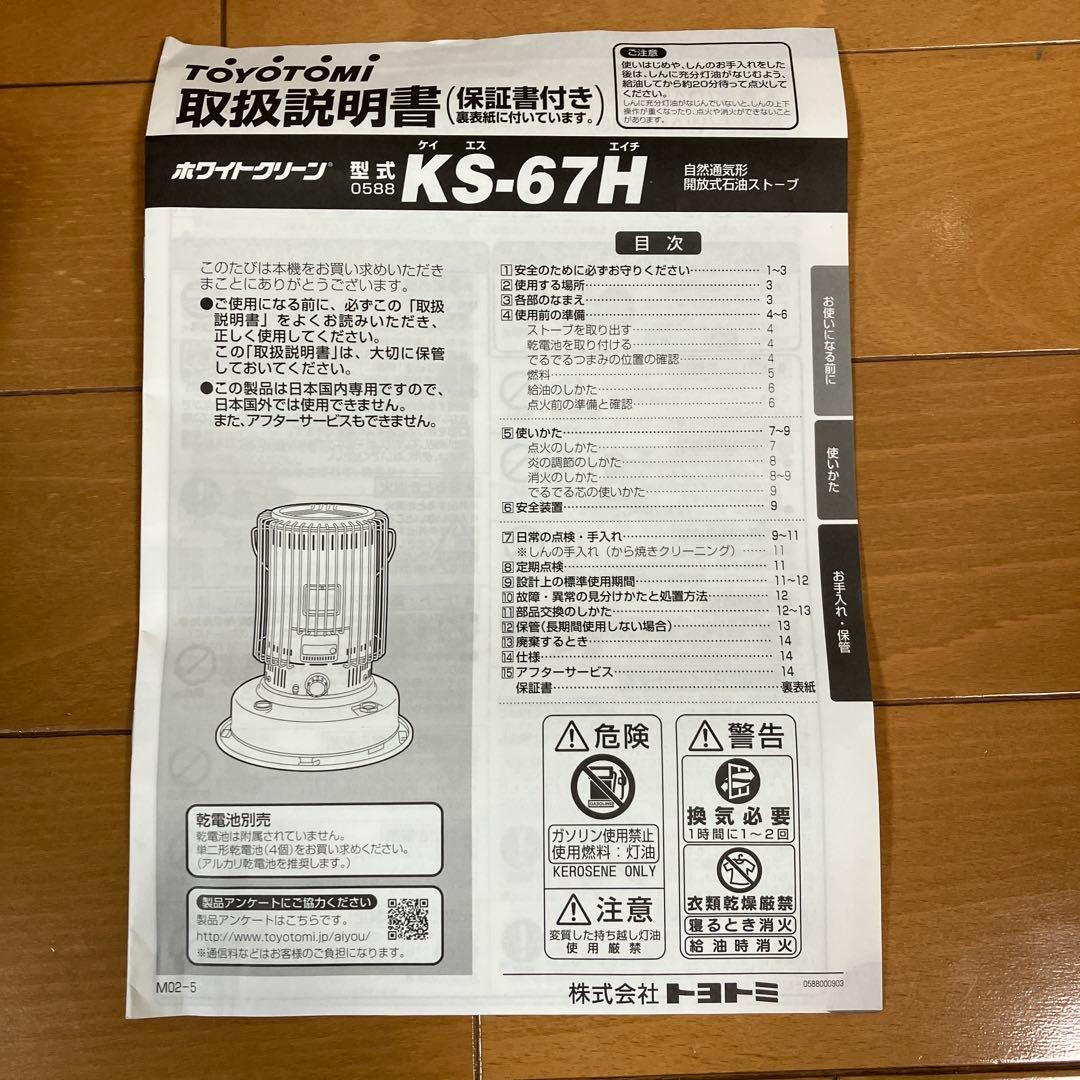 TOYOTOMI
取扱説明書(保証書付き
裏表紙に付いています。)
ご注意
使いはじめや、しんのお手入れをした
後は、しんに充分灯油がなじむよう、
給油してから約20分待って点火して
ください。
しんに充分灯油がなじんでいないと、しんの上下
操作が重くなったり、点火や消火ができないこと
があります。
ホワイトクリーン® 型式
0588
ケイ エス エイチ
KS-67H
自然通気形
開放式石油ストーブ
このたびは本機をお買い求めいただき
まことにありがとうございます。
●ご使用になる前に、必ずこの「取扱
説明書」をよくお読みいただき、
正しく使用してください。
この「取扱説明書」は、大切に保管
しておいてください。
●この製品は日本国内専用ですので、
日本国外では使用できません。
また、アフターサービスもできません。
目次
1 安全のために必ずお守りください…………… 1~3
2 使用する場所…………… 3
3 各部のなまえ…………… 3
4 使用前の準備…………… 4~6
ストーブを取り出す…………… 4
乾電池を取り付ける…………… 4
でるでるつまみの位置の確認…………… 4
燃料…………… 5
給油のしかた…………… 6
点火前の準備と確認…………… 6
5 使いかた…………… 7~9
点火のしかた…………… 7
炎の調節のしかた…………… 8
消火のしかた…………… 8~9
でるでる芯の使いかた…………… 9
6 安全装置…………… 9
7 日常の点検・手入れ…………… 9~11
※しんの手入れ(から焼きクリーニング)…… 11
8 定期点検…………… 11
9 設計上の標準使用期間…………… 11~12
10 故障・異常の見分けかたと処置方法…………… 12
11 部品交換のしかた…………… 12~13
12 保管(長期間使用しない場合)…………… 13
13 廃棄するとき…………… 14
14 仕様…………… 14
15 アフターサービス…………… 14
保証書…………… 裏表紙
お使いになる前に
使いかた
お手入れ・保管
乾電池別売
乾電池は附属されていません。
単二形乾電池(4個)をお買い求めください。
(アルカリ乾電池を推奨します。)
製品アンケートにご協力ください
製品アンケートはこちらです。
http://www.toyotomi.jp/aiyou/
※通信料などはお客様のご負担になります。
危険
GASOLINE
ガソリン使用禁止
使用燃料:灯油
KEROSENE ONLY
注意
変質した持ち越し灯油
使用厳禁
警告
換気必要
1時間に1~2回
衣類乾燥厳禁
寝るとき消火
給油時消火
M02-5
株式会社 トヨトミ
0588000903